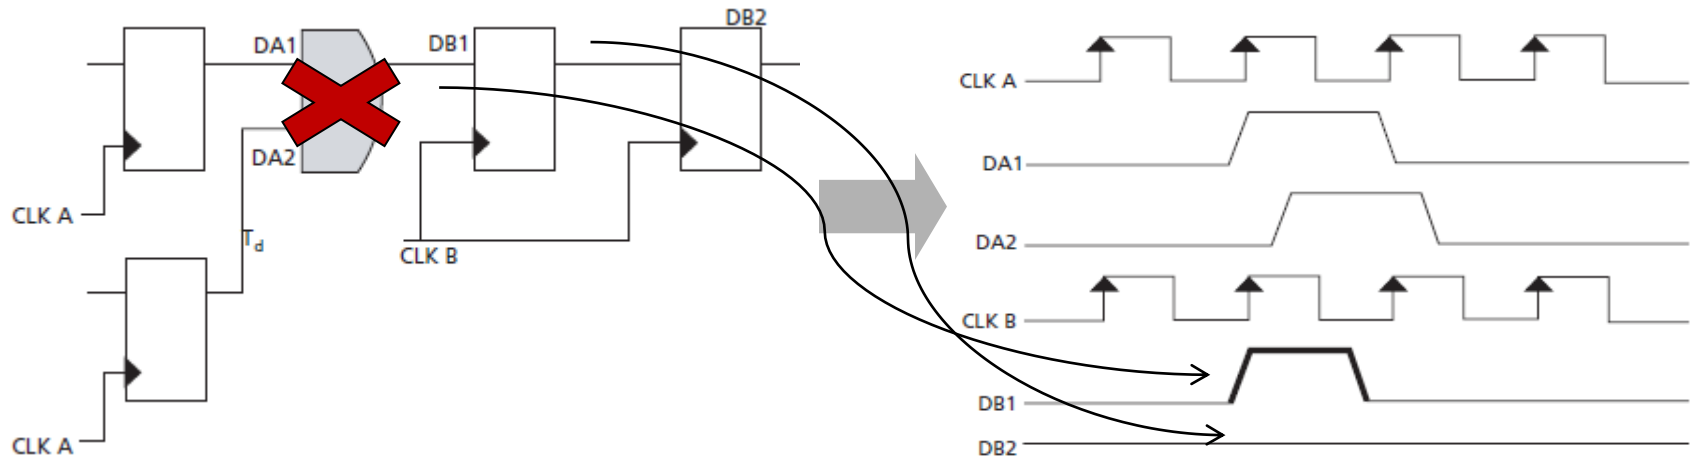 DA1
DB1
DB2
DA2
CLK A
Td
CLK B
CLK A
CLK A
DA1
DA2
CLK B
DB1
DB2